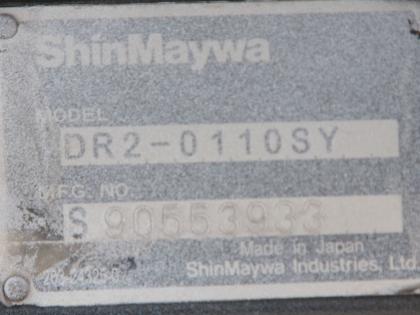 ShinMaywa
MODEL
DR2-0110SY
MFG. NO.
S 90553933
Made in Japan
ShinMaywa Industries, Ltd.